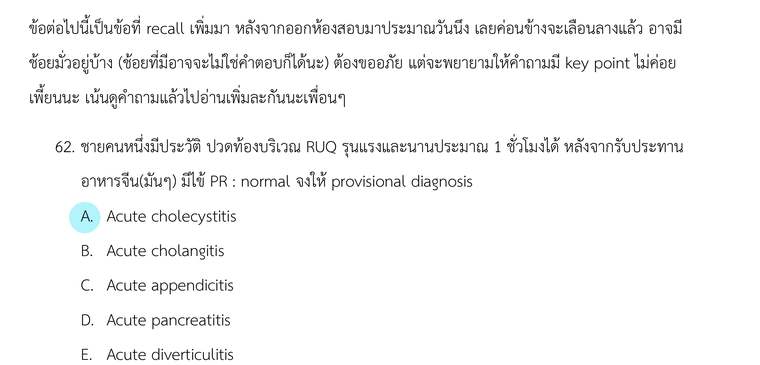 ข้อต่อไปนี้เป็นข้อที่ recall เพิ่มมา หลังจากออกห้องสอบมาประมาณวันนึง เลยค่อนข้างจะเลือนลางแล้ว อาจมี
ช้อยมั่วอยู่บ้าง (ช้อยที่มีอาจจะไม่ใช่คำตอบก็ได้นะ) ต้องขออภัย แต่จะพยายามให้คำถามมี key point ไม่ค่อย
เพี้ยนนะ เน้นดูคำถามแล้วไปอ่านเพิ่มละกันนะเพื่อนๆ
62. ชายคนหนึ่งมีประวัติ ปวดท้องบริเวณ RUQ รุนแรงและนานประมาณ 1 ชั่วโมงได้ หลังจากรับประทาน
อาหารจีน(มันๆ) มีไข้ PR : normal จงให้ provisional diagnosis
A. Acute cholecystitis
B. Acute cholangitis
C. Acute appendicitis
D. Acute pancreatitis
E. Acute diverticulitis